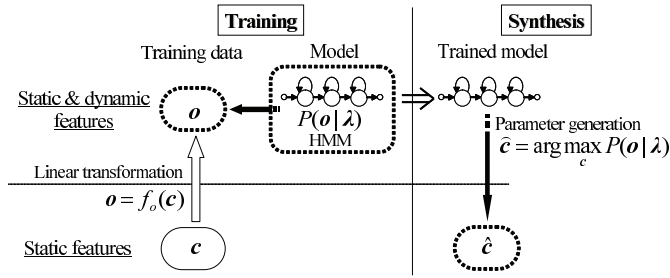 Training
Synthesis
Training data
Model
Trained model
Static & dynamic
features
o
P(o | λ)
HMM
Parameter generation
ĉ = arg max P(o | λ)
c
Linear transformation
o = fₒ(c)
Static features
c
ĉ